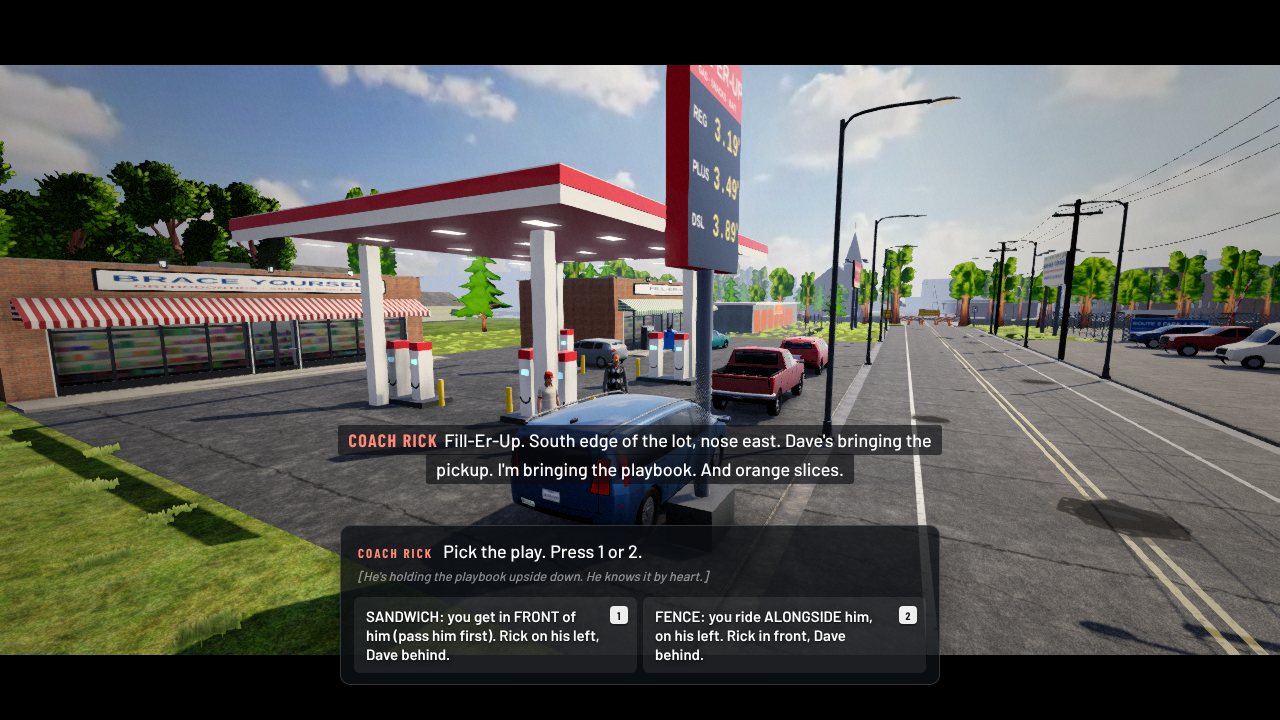 ER-UP
REG 3.19
PLUS 3.49
DSL 3.89
BRACE YOURSELF
COACH RICK Fill-Er-Up. South edge of the lot, nose east. Dave's bringing the
pickup. I'm bringing the playbook. And orange slices.
COACH RICK Pick the play. Press 1 or 2.
[He's holding the playbook upside down. He knows it by heart.]
SANDWICH: you get in FRONT of
him (pass him first). Rick on his left,
Dave behind.
1
FENCE: you ride ALONGSIDE him,
on his left. Rick in front, Dave
behind.
2